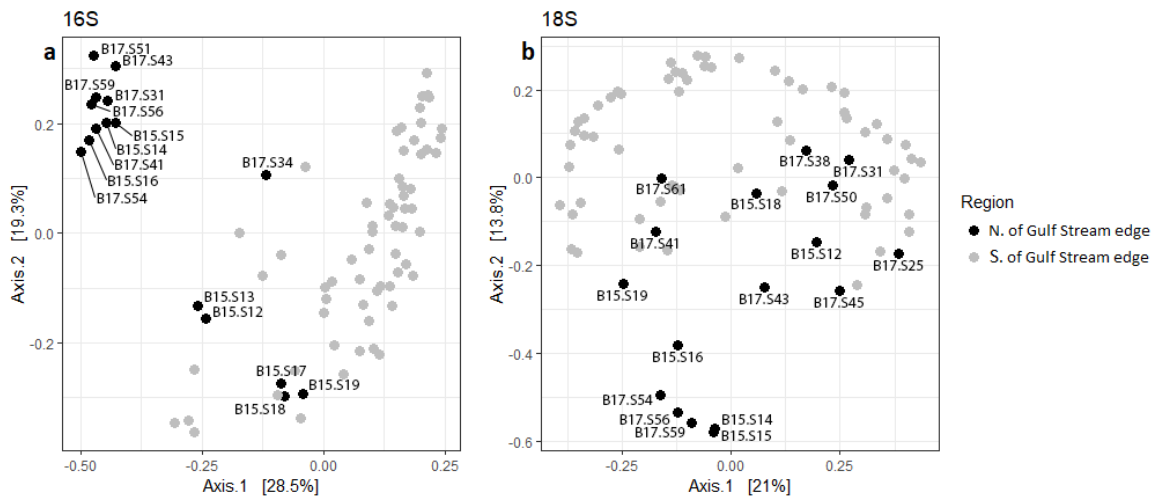 16S
a
B17.S51
B17.S43
B17.S59
B17.S31
B17.S56
B15.S15
B15.S14
B17.S41
B15.S16
B17.S54
B17.S34
B15.S13
B15.S12
B15.S17
B15.S19
B15.S18
0.2
0.0
-0.2
Axis.2 [19.3%]
-0.50
-0.25
0.00
0.25
Axis.1 [28.5%]
18S
b
B17.S38
B17.S31
B17.S61
B15.S18
B17.S50
B17.S41
B15.S12
B17.S25
B15.S19
B17.S43
B17.S45
B15.S16
B17.S54
B17.S56
B15.S14
B17.S59
B15.S15
0.2
0.0
-0.2
-0.4
-0.6
Axis.2 [13.8%]
-0.25
0.00
0.25
Axis.1 [21%]
Region
N. of Gulf Stream edge
S. of Gulf Stream edge